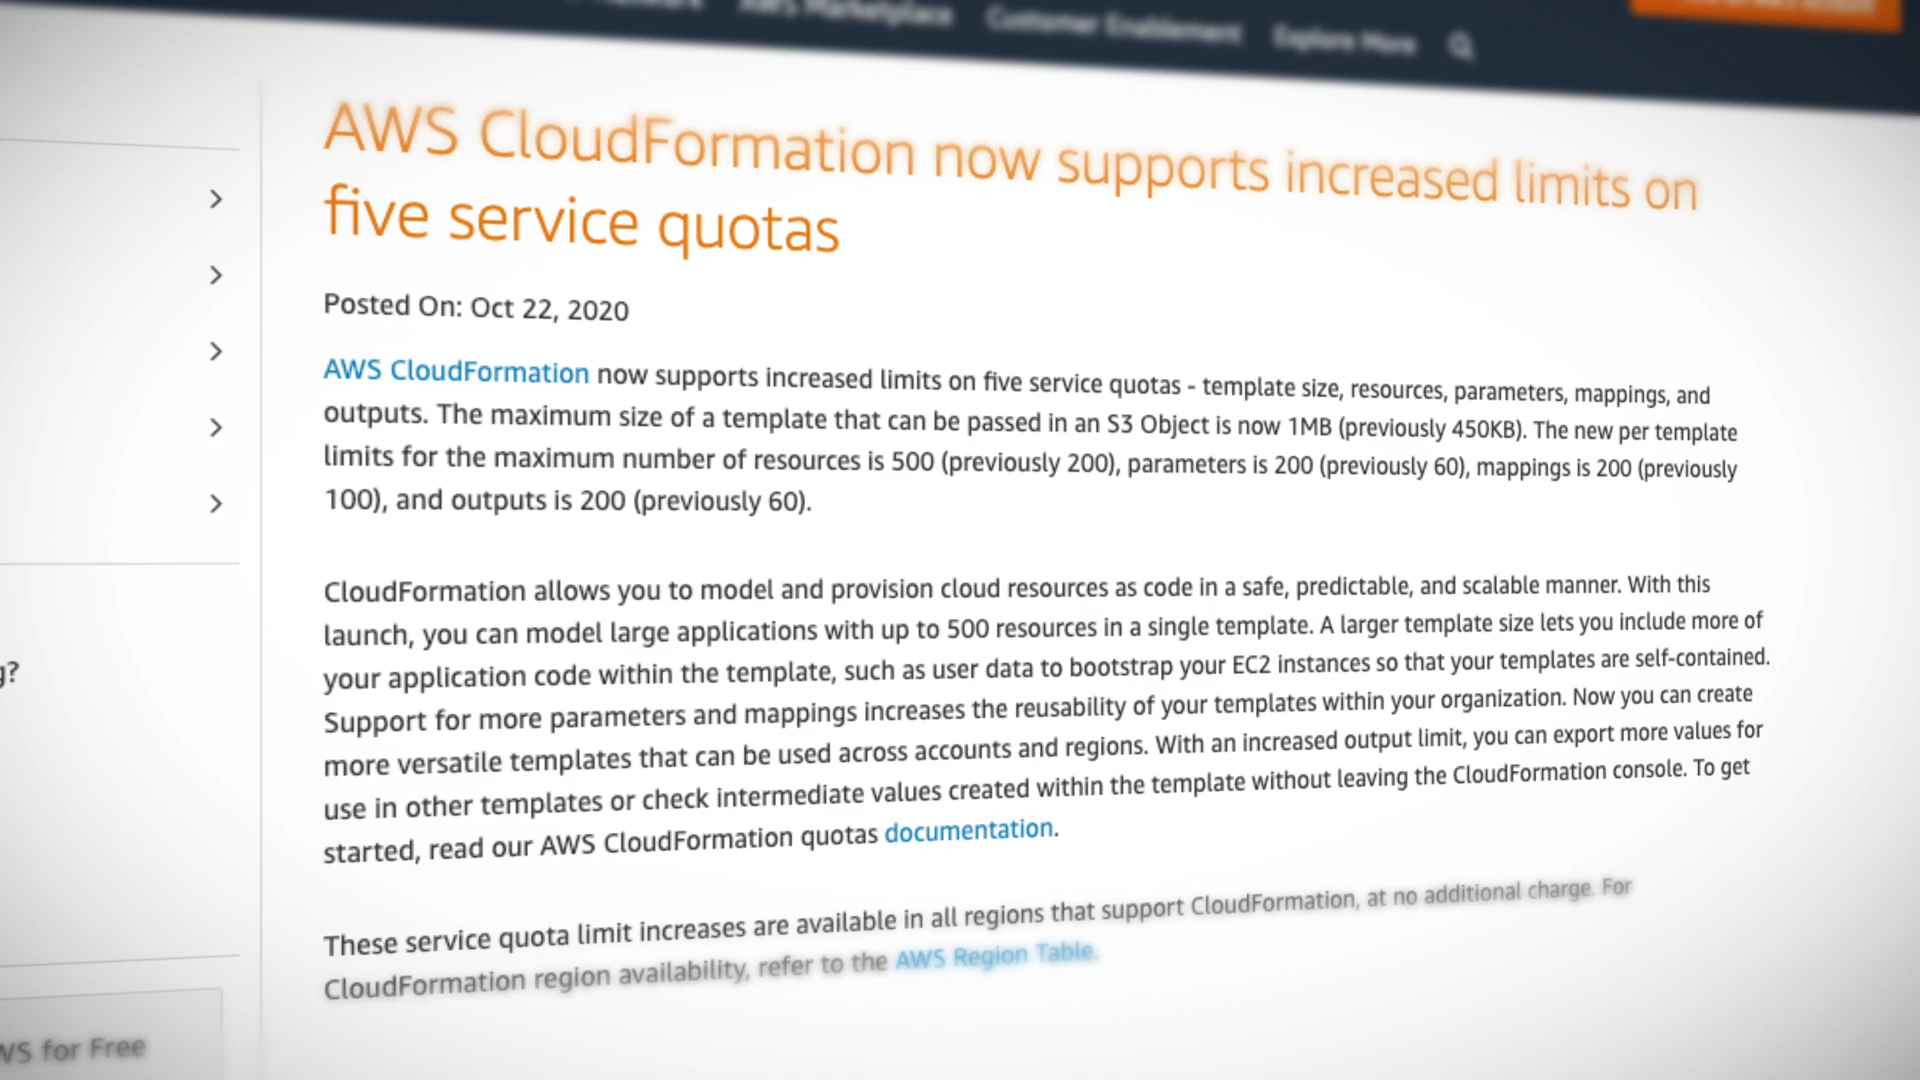 AWS Marketplace Customer Enablement Explore More
AWS CloudFormation now supports increased limits on
five service quotas
Posted On: Oct 22, 2020
AWS CloudFormation now supports increased limits on five service quotas - template size, resources, parameters, mappings, and
outputs. The maximum size of a template that can be passed in an S3 Object is now 1MB (previously 450KB). The new per template
limits for the maximum number of resources is 500 (previously 200), parameters is 200 (previously 60), mappings is 200 (previously
100), and outputs is 200 (previously 60).
CloudFormation allows you to model and provision cloud resources as code in a safe, predictable, and scalable manner. With this
launch, you can model large applications with up to 500 resources in a single template. A larger template size lets you include more of
your application code within the template, such as user data to bootstrap your EC2 instances so that your templates are self-contained.
Support for more parameters and mappings increases the reusability of your templates within your organization. Now you can create
more versatile templates that can be used across accounts and regions. With an increased output limit, you can export more values for
use in other templates or check intermediate values created within the template without leaving the CloudFormation console. To get
started, read our AWS CloudFormation quotas documentation.
These service quota limit increases are available in all regions that support CloudFormation, at no additional charge. For
CloudFormation region availability, refer to the AWS Region Table.
g?
WS for Free